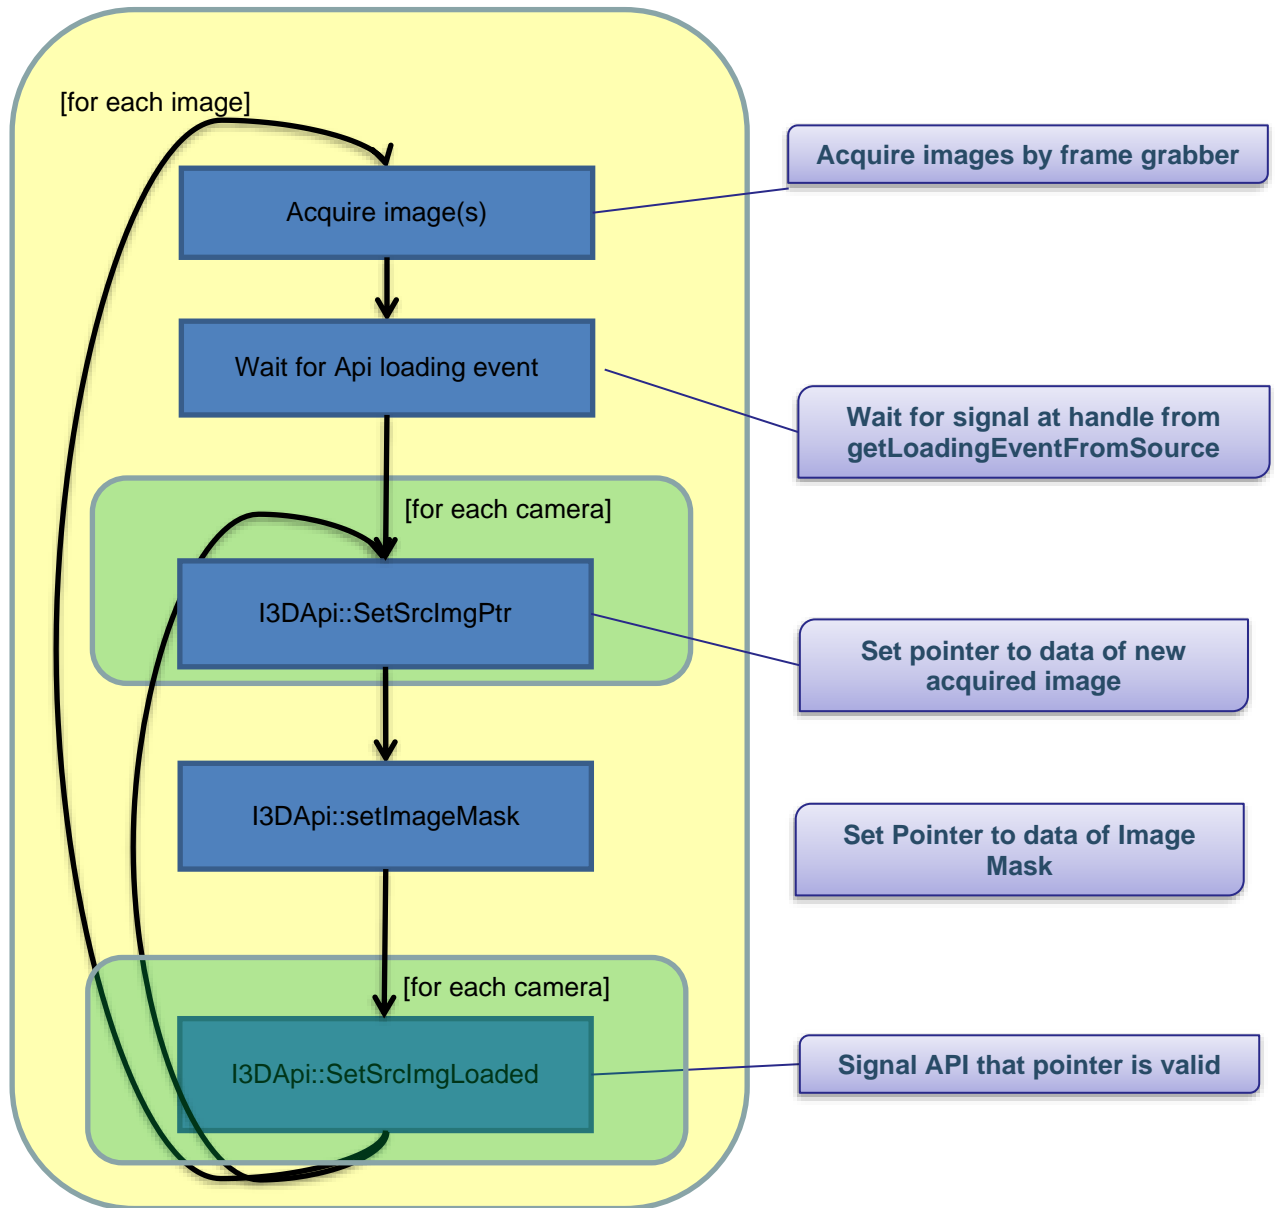 [for each image]
Acquire images by frame grabber
Acquire image(s)
Wait for Api loading event
Wait for signal at handle from
getLoadingEventFromSource
[for each camera]
I3DApi::SetSrcImgPtr
Set pointer to data of new
acquired image
I3DApi::setImageMask
Set Pointer to data of Image
Mask
[for each camera]
I3DApi::SetSrcImgLoaded
Signal API that pointer is valid